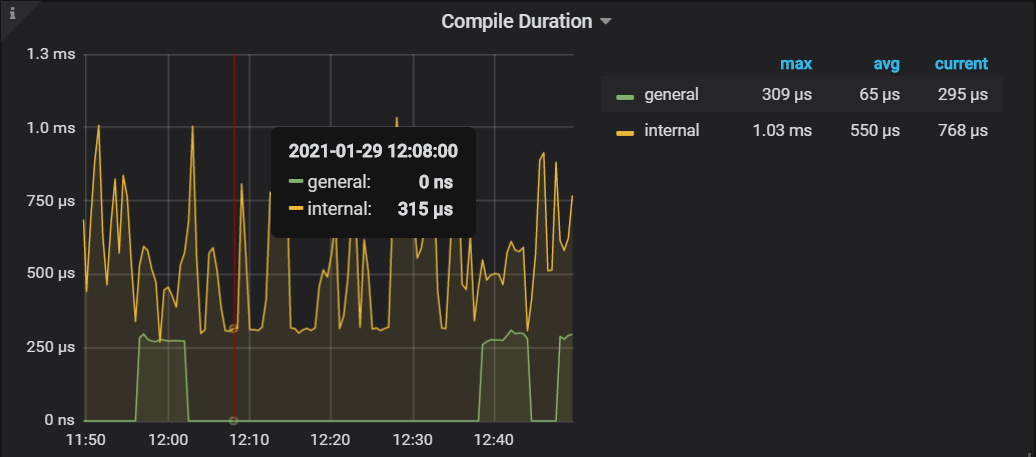 i
Compile Duration
1.3 ms
1.0 ms
750 µs
500 µs
250 µs
0 ns
11:50 12:00 12:10 12:20 12:30 12:40
2021-01-29 12:08:00
general: 0 ns
internal: 315 µs
max avg current
general 309 µs 65 µs 295 µs
internal 1.03 ms 550 µs 768 µs